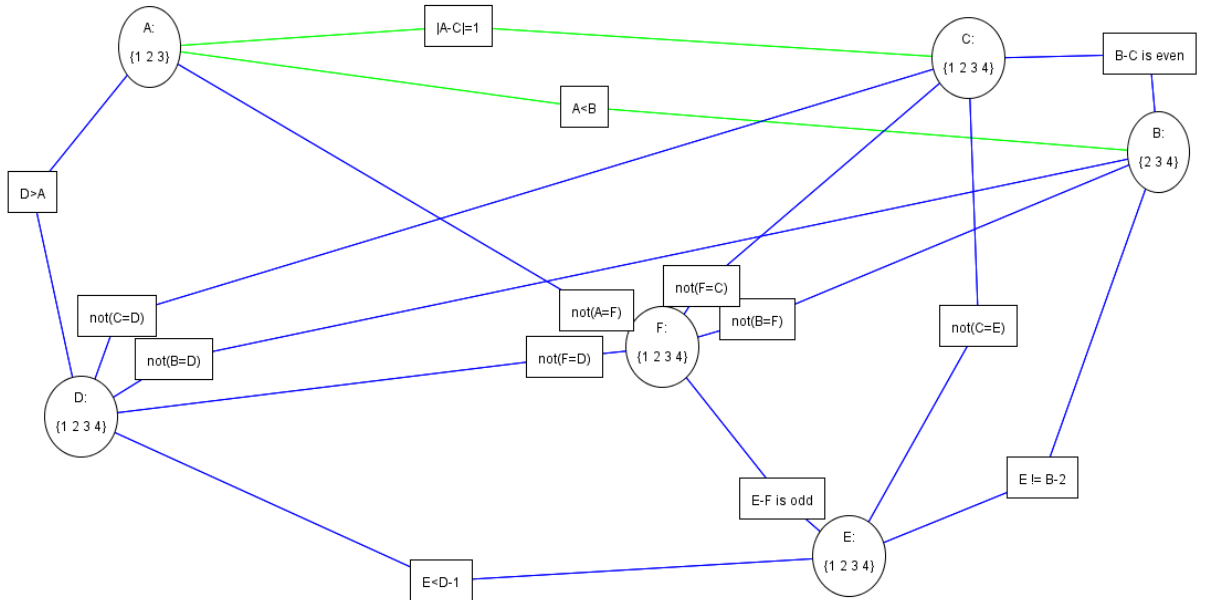 A:
{1 2 3}
|A-C|=1
C:
{1 2 3 4}
B-C is even
A<B
B:
{2 3 4}
D>A
not(C=D)
not(A=F)
not(F=C)
not(B=F)
not(C=E)
not(B=D)
not(F=D)
F:
{1 2 3 4}
D:
{1 2 3 4}
E-F is odd
E != B-2
E:
{1 2 3 4}
E<D-1